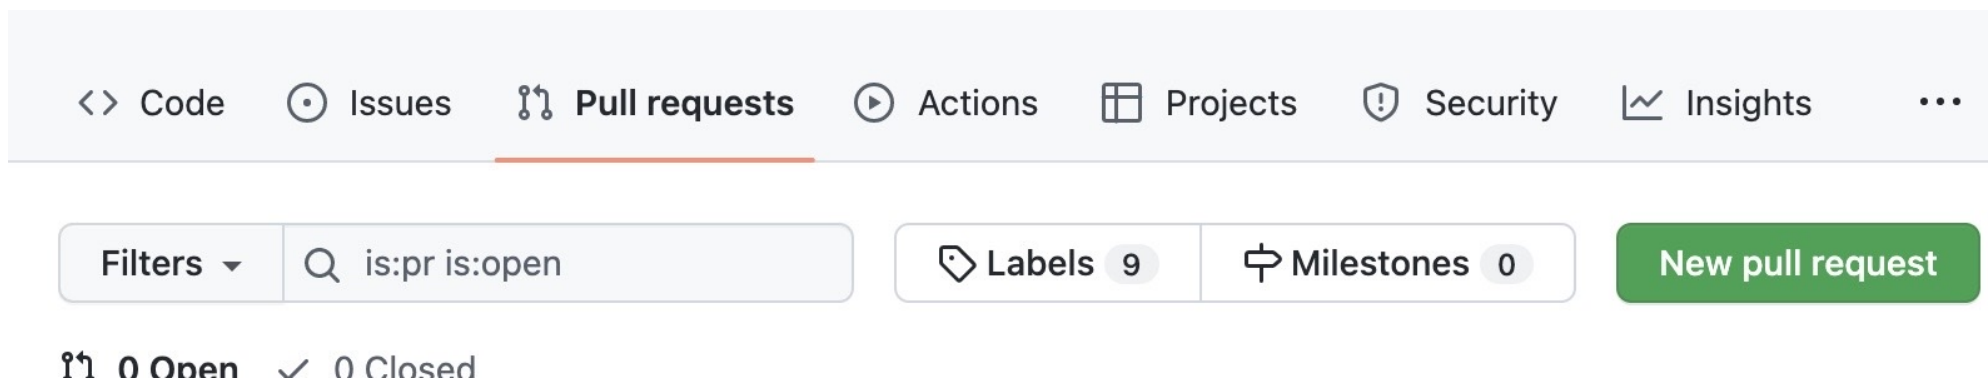 Code Issues Pull requests Actions Projects Security Insights ...
Filters is:pr is:open Labels 9 Milestones 0 New pull request
0 Open 0 Closed